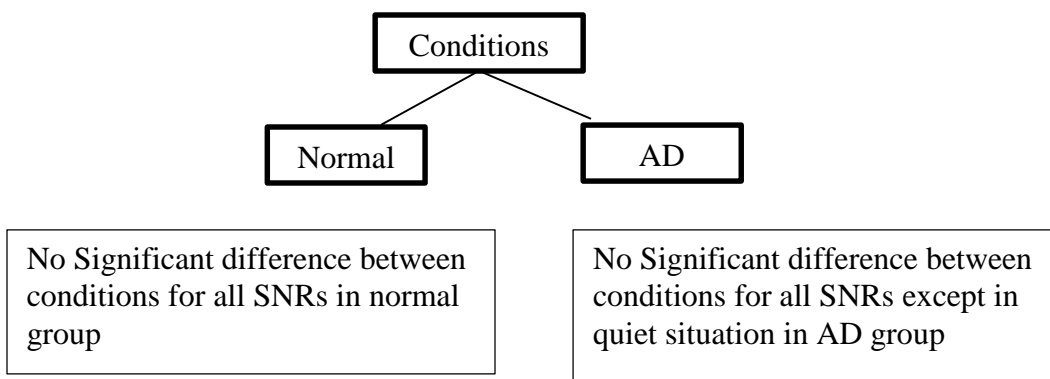 Conditions
Normal
AD
No Significant difference between
conditions for all SNRs in normal
group
No Significant difference between
conditions for all SNRs except in
quiet situation in AD group